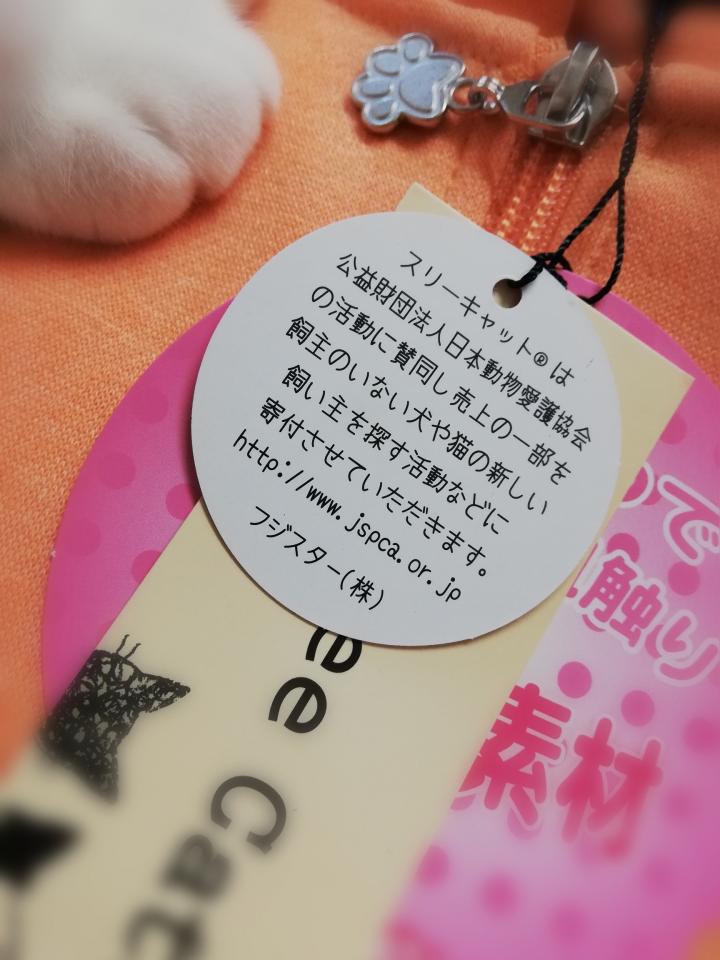 スリーキャット®は
公益財団法人日本動物愛護協会
の活動に賛同し売上の一部を
飼主のいない犬や猫の新しい
飼い主を探す活動などに
寄付させていただきます。
http://www.jspca.or.jp
フジスター(株)
ee Cat
で
触り
素材